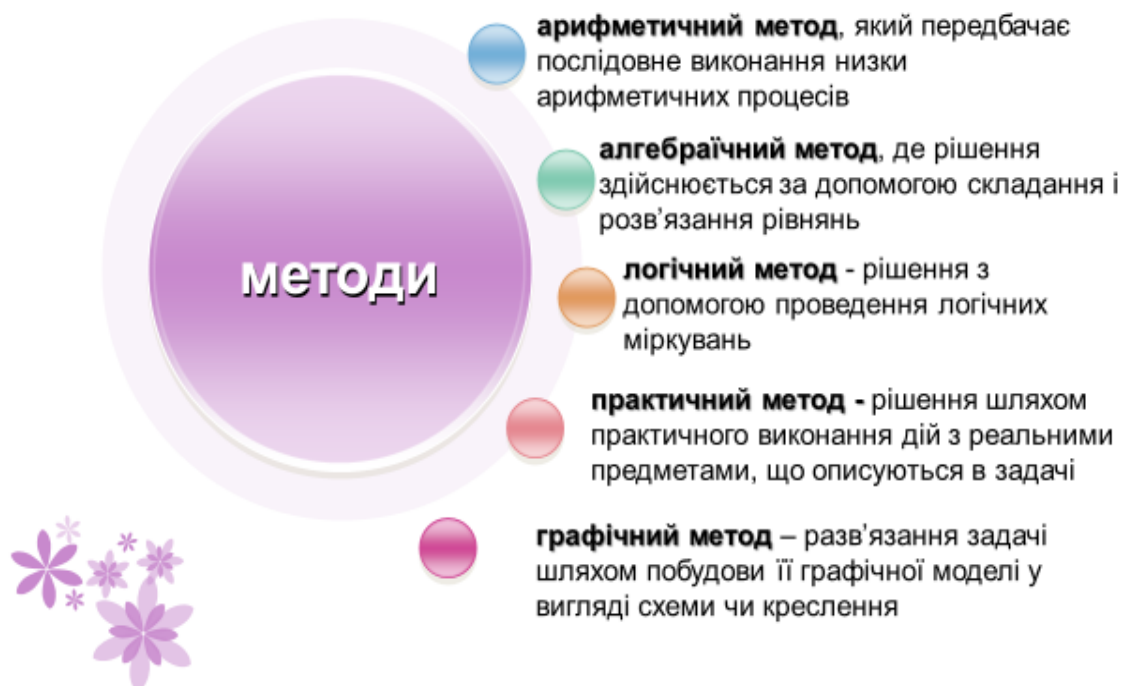 арифметичний метод, який передбачає
послідовне виконання низки
арифметичних процесів
алгебраїчний метод, де рішення
здійснюється за допомогою складання і
розв’язання рівнянь
методи
логічний метод - рішення з
допомогою проведення логічних
міркувань
практичний метод - рішення шляхом
практичного виконання дій з реальними
предметами, що описуються в задачі
графічний метод – разв’язання задачі
шляхом побудови її графічної моделі у
вигляді схеми чи креслення